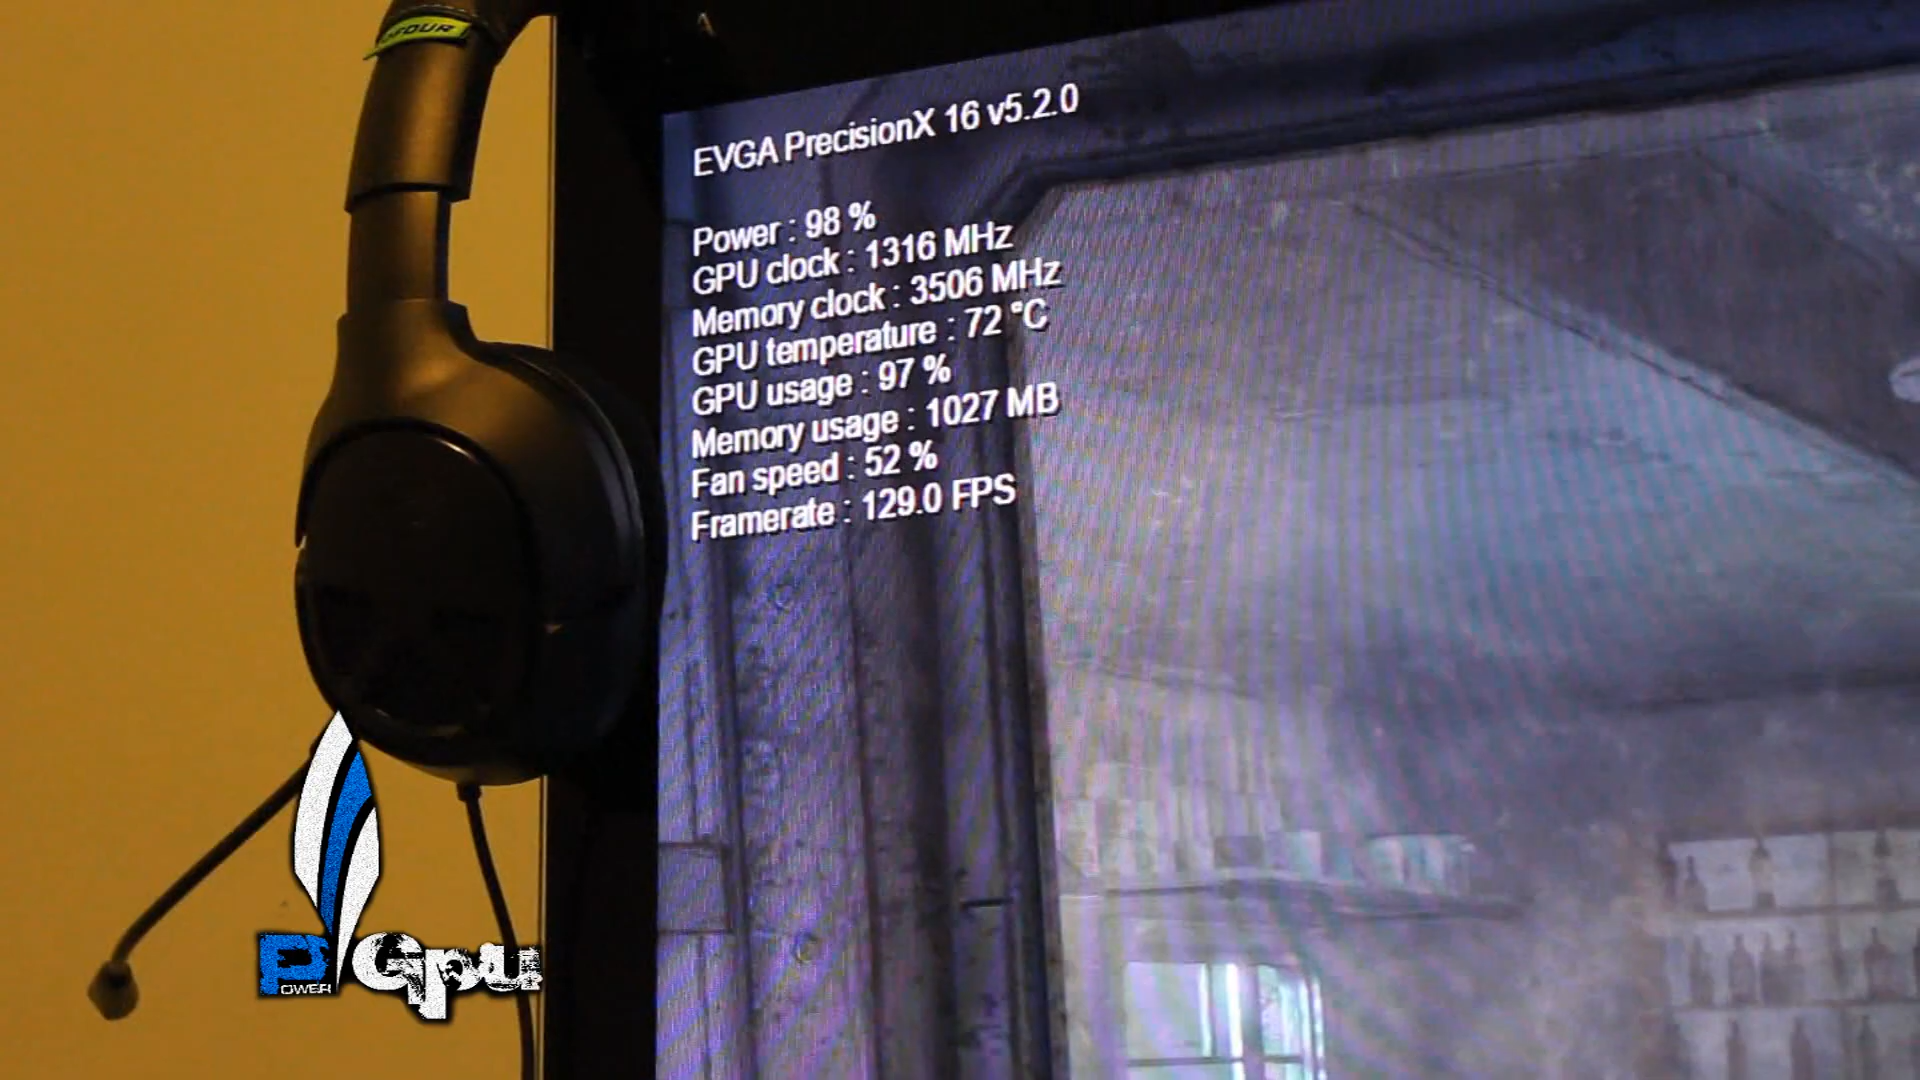 EVGA PrecisionX 16 v5.2.0
Power : 98 %
GPU clock : 1316 MHz
Memory clock : 3506 MHz
GPU temperature : 72 °C
GPU usage : 97 %
Memory usage : 1027 MB
Fan speed : 52 %
Framerate : 129.0 FPS
POWER Gpu